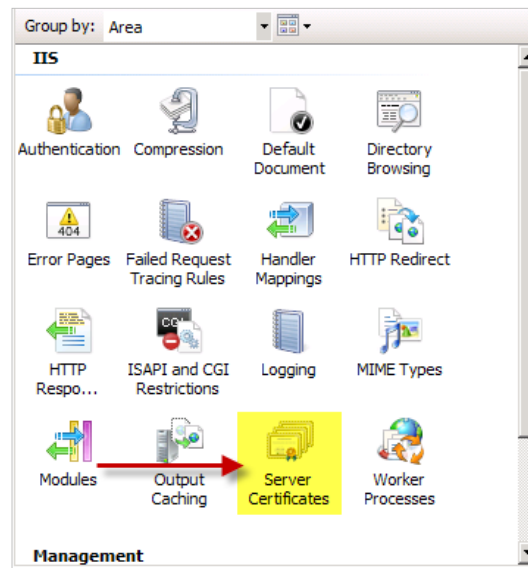 Group by: Area
IIS
Authentication Compression Default Document Directory Browsing
404
Error Pages Failed Request Tracing Rules Handler Mappings HTTP Redirect
CGI
HTTP Respo... ISAPI and CGI Restrictions Logging MIME Types
Modules Output Caching Server Certificates Worker Processes
Management